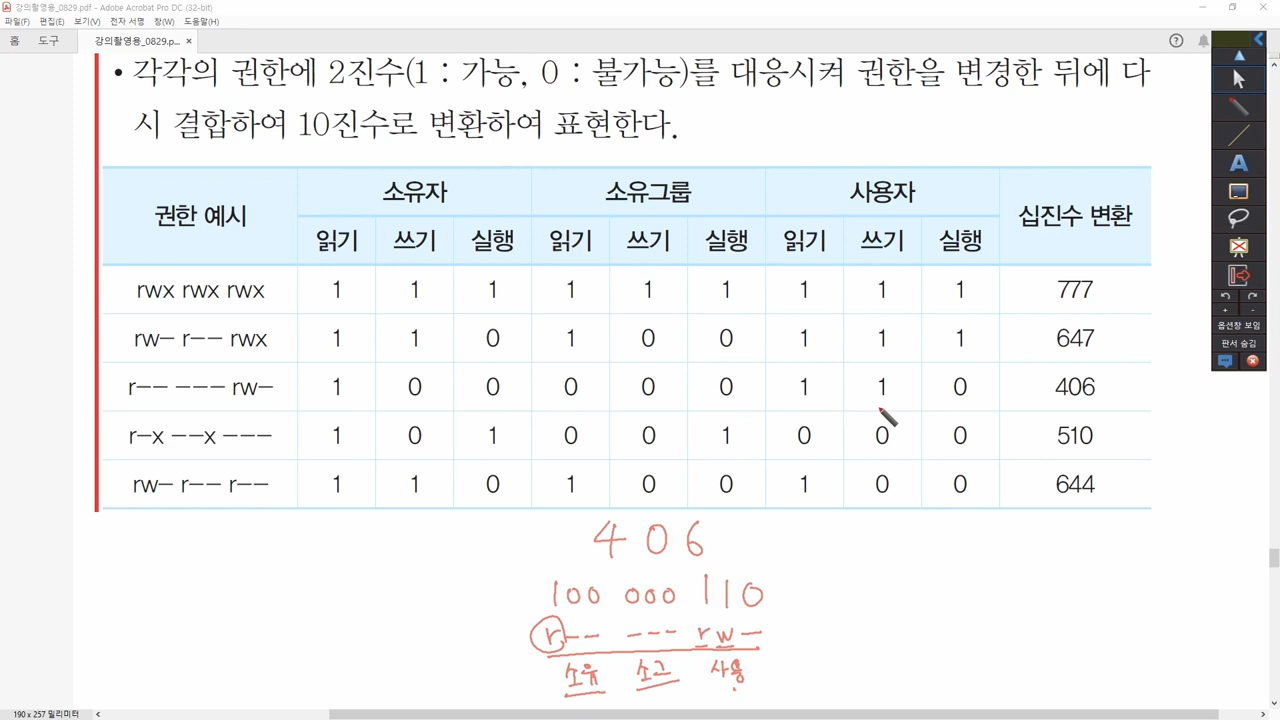 강의촬영용_0829.pdf - Adobe Acrobat Pro DC (32-bit)
파일(F) 편집(E) 보기(V) 전자 서명 창(W) 도움말(H)
홈 도구 강의촬영용_0829.p... ×
• 각각의 권한에 2진수(1 : 가능, 0 : 불가능)를 대응시켜 권한을 변경한 뒤에 다
시 결합하여 10진수로 변환하여 표현한다.
권한 예시 소유자 소유그룹 사용자 십진수 변환
읽기 쓰기 실행 읽기 쓰기 실행 읽기 쓰기 실행
rwx rwx rwx 1 1 1 1 1 1 1 1 1 777
rw– r–– rwx 1 1 0 1 0 0 1 1 1 647
r–– ––– rw– 1 0 0 0 0 0 1 1 0 406
r–x ––x ––– 1 0 1 0 0 1 0 0 0 510
rw– r–– r–– 1 1 0 1 0 0 1 0 0 644
4 0 6
100 000 110
r-- --- rw-
소유 소그 사용
옵션창 보임
판서 숨김
190 x 257 밀리미터